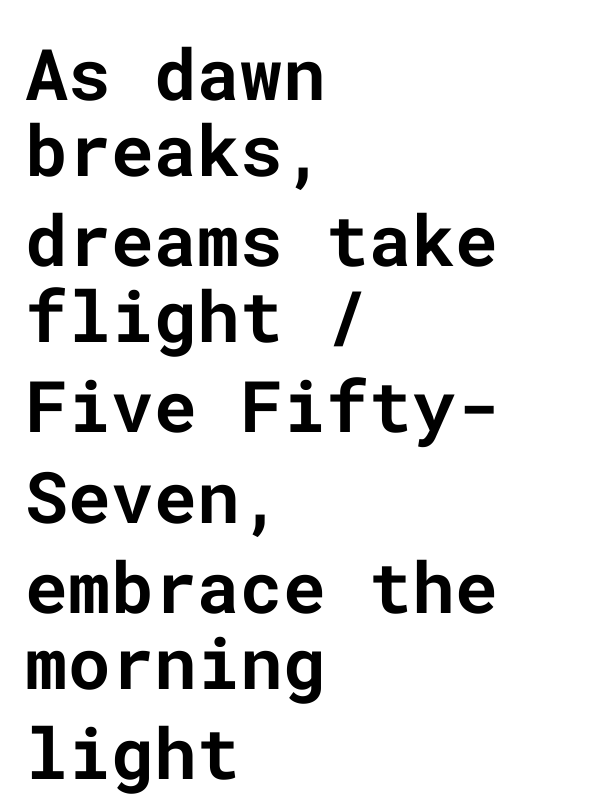 As dawn
breaks,
dreams take
flight /
Five Fifty-
Seven,
embrace the
morning
light